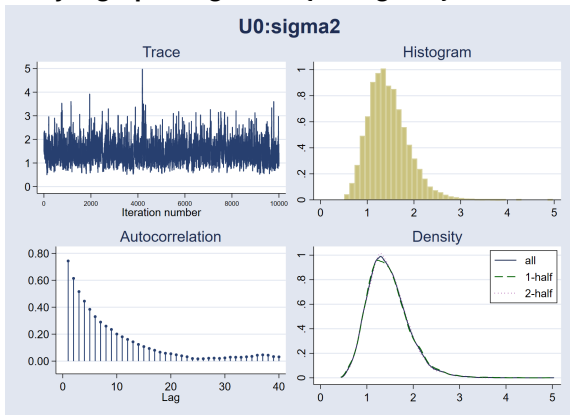 U0:sigma2
Trace
5
4
3
2
1
0
0 2000 4000 6000 8000 10000
Iteration number
Histogram
1
.8
.6
.4
.2
0
0 1 2 3 4 5
Autocorrelation
0.80
0.60
0.40
0.20
0.00
0 10 20 30 40
Lag
Density
1
.8
.6
.4
.2
0
0 1 2 3 4 5
all
1-half
2-half